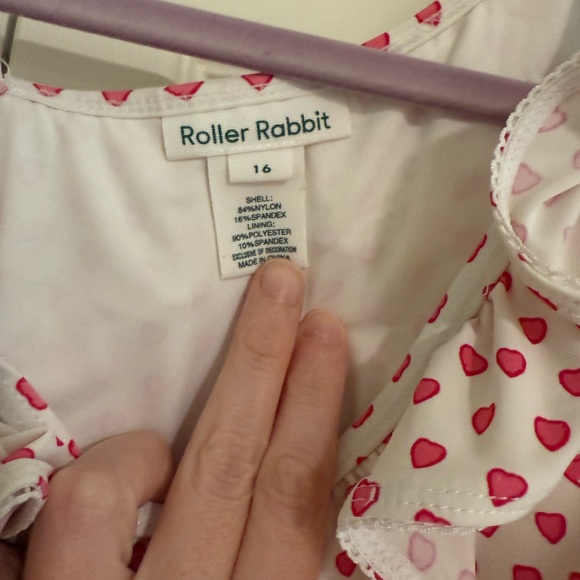 Roller Rabbit
16
SHELL:
84%NYLON
16%SPANDEX
LINING:
90%POLYESTER
10%SPANDEX
EXCLUSIVE OF DECORATION
MADE IN CHINA